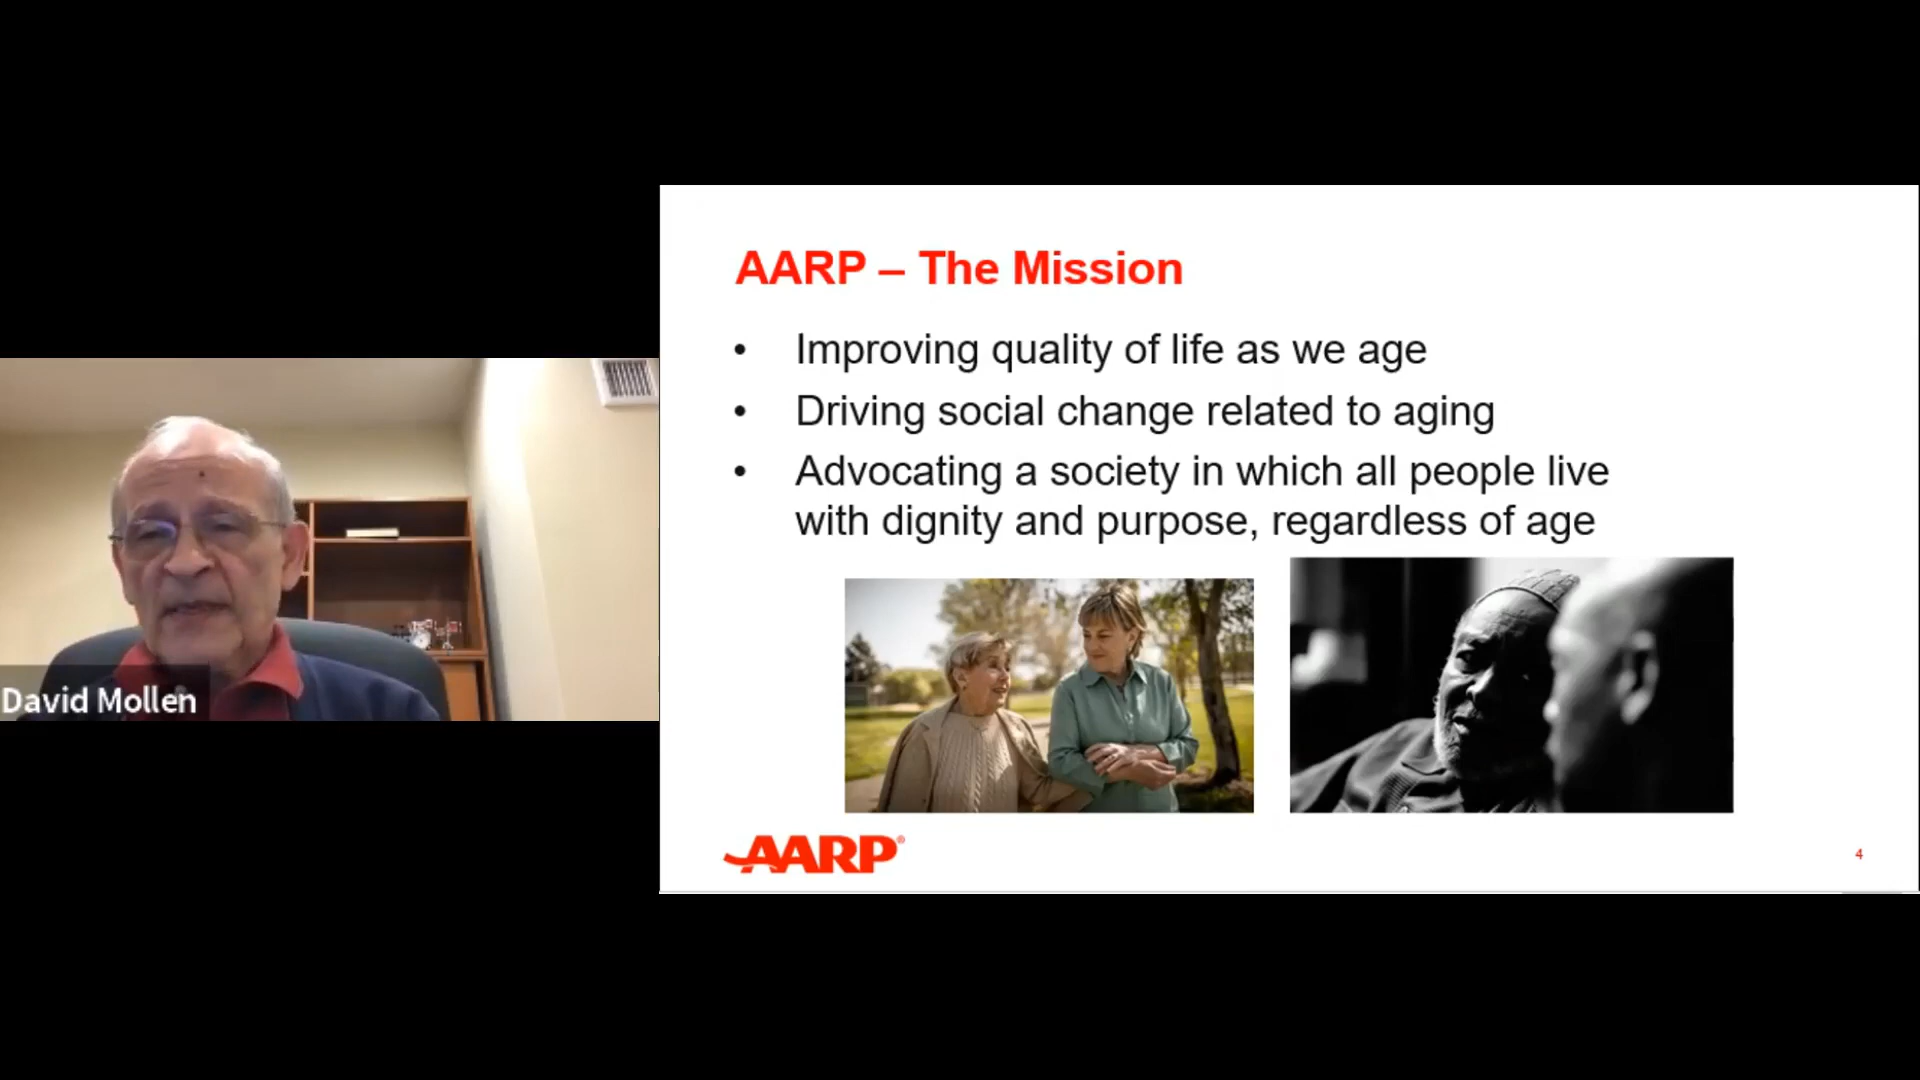 AARP – The Mission
• Improving quality of life as we age
• Driving social change related to aging
• Advocating a society in which all people live
with dignity and purpose, regardless of age
David Mollen
AARP®
4